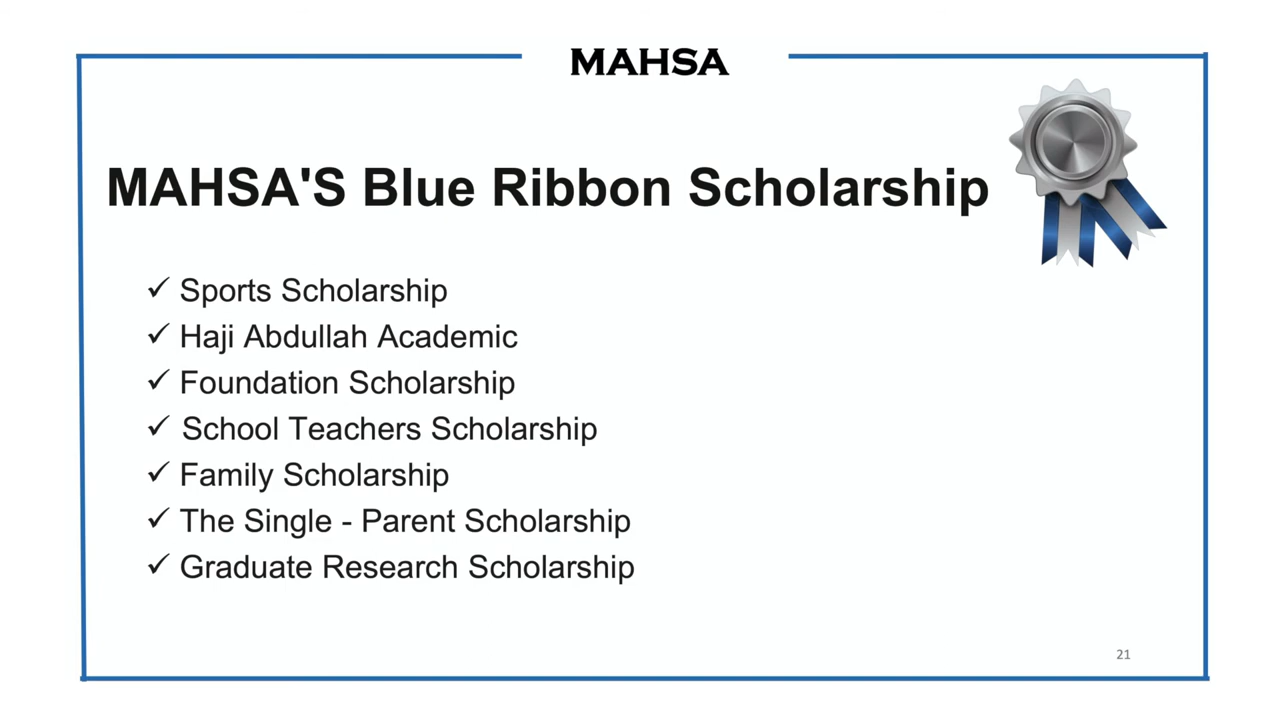 MAHSA
MAHSA'S Blue Ribbon Scholarship
✓ Sports Scholarship
✓ Haji Abdullah Academic
✓ Foundation Scholarship
✓ School Teachers Scholarship
✓ Family Scholarship
✓ The Single - Parent Scholarship
✓ Graduate Research Scholarship
21